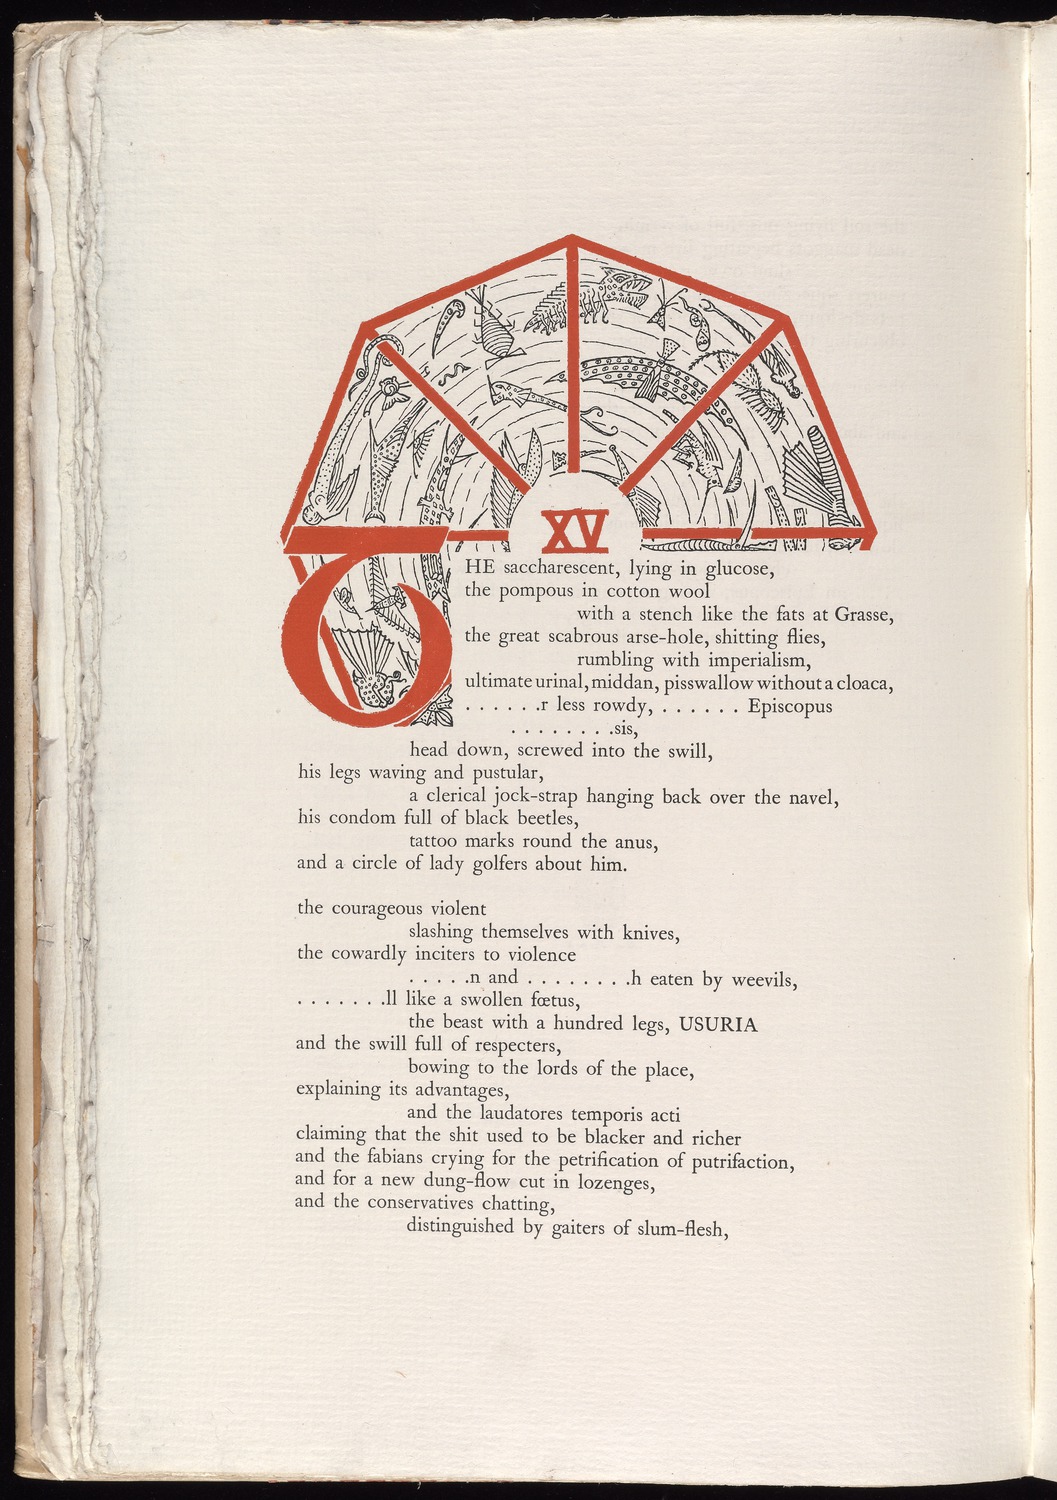 XV
THE saccharescent, lying in glucose,
the pompous in cotton wool
with a stench like the fats at Grasse,
the great scabrous arse-hole, shitting flies,
rumbling with imperialism,
ultimate urinal, middan, pisswallow without a cloaca,
. . . . . .r less rowdy, . . . . . . Episcopus
. . . . . . . .sis,
head down, screwed into the swill,
his legs waving and pustular,
a clerical jock-strap hanging back over the navel,
his condom full of black beetles,
tattoo marks round the anus,
and a circle of lady golfers about him.
the courageous violent
slashing themselves with knives,
the cowardly inciters to violence
. . . . .n and . . . . . . . .h eaten by weevils,
. . . . . . .ll like a swollen fœtus,
the beast with a hundred legs, USURIA
and the swill full of respecters,
bowing to the lords of the place,
explaining its advantages,
and the laudatores temporis acti
claiming that the shit used to be blacker and richer
and the fabians crying for the petrification of putrifaction,
and for a new dung-flow cut in lozenges,
and the conservatives chatting,
distinguished by gaiters of slum-flesh,